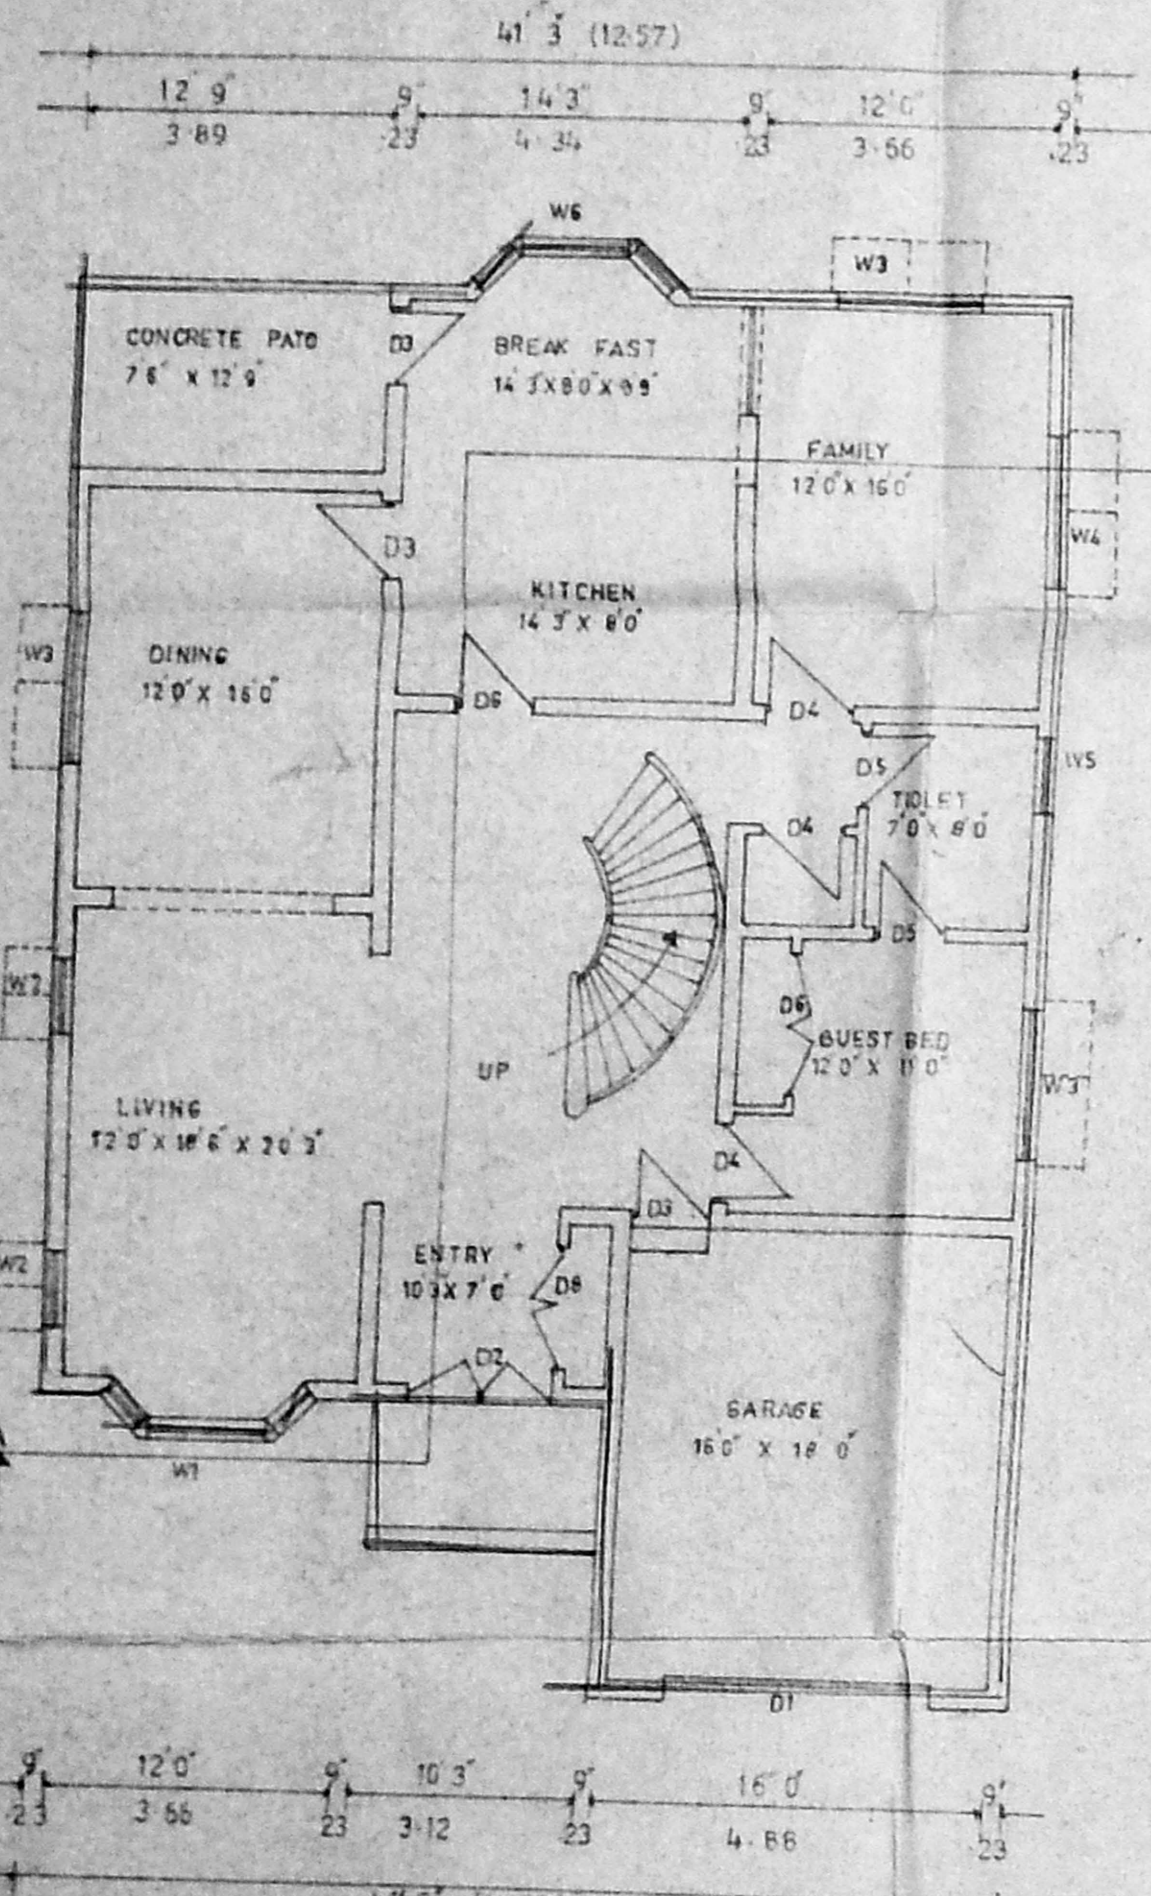 41' 3" (12·57)
12' 9" 9" 14'3" 9" 12'0" 9"
3·89 ·23 4·34 ·23 3·66 ·23
W6
W3
CONCRETE PATO
7'6" X 12'9"
D3
BREAK FAST
14'3"X8'0"X9'9"
FAMILY
12'0"X 16'0"
W4
D3
KITCHEN
14'3" X 8'0"
W3
DINING
12'0"X 16'0"
D6
D4
D5
W5
TIOLET
7'0"X 8'0"
D4
D5
W2
D6
GUEST BED
12'0" X 11'0"
W3
UP
LIVING
12'0"X 18'6" X 20'3"
D4
D3
ENTRY
10'3"X 7'6"
D8
W2
D2
GARAGE
16'0" X 18'0"
W1
D1
9" 12'0" 9" 10'3" 9" 16'0" 9"
·23 3·66 ·23 3·12 ·23 4·88 ·23